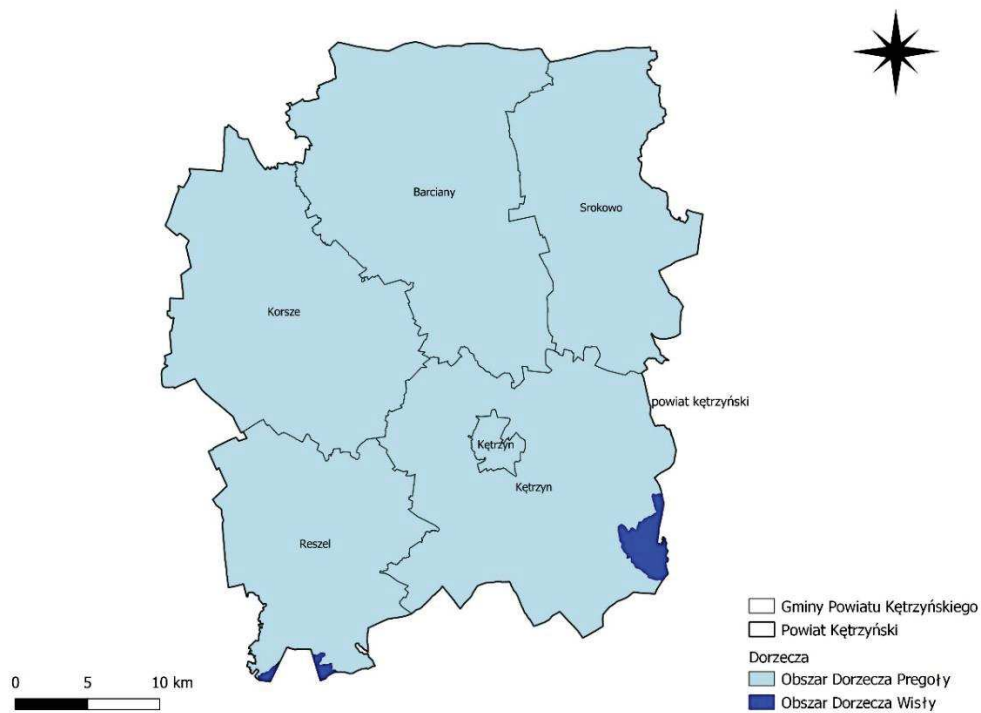 Barciany
Srokowo
Korsze
powiat kętrzyński
Kętrzyn
Kętrzyn
Reszel
Gminy Powiatu Kętrzyńskiego
Powiat Kętrzyński
Dorzecza
Obszar Dorzecza Pregoły
Obszar Dorzecza Wisły
0 5 10 km